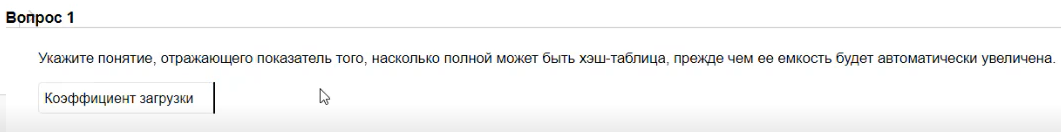 Вопрос 1
Укажите понятие, отражающего показатель того, насколько полной может быть хэш-таблица, прежде чем ее емкость будет автоматически увеличена.
Коэффициент загрузки